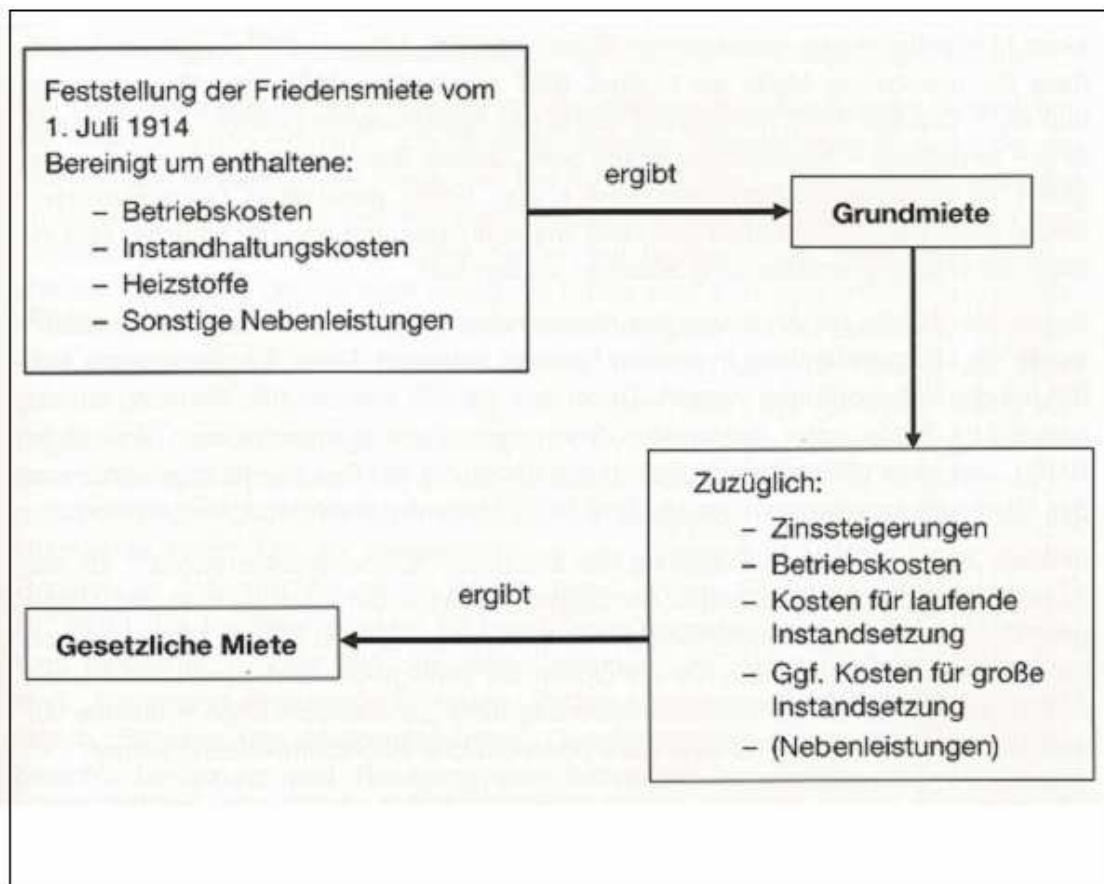 Feststellung der Friedensmiete vom
1. Juli 1914
Bereinigt um enthaltene:
– Betriebskosten
– Instandhaltungskosten
– Heizstoffe
– Sonstige Nebenleistungen
ergibt
Grundmiete
Zuzüglich:
– Zinssteigerungen
– Betriebskosten
– Kosten für laufende
Instandsetzung
– Ggf. Kosten für große
Instandsetzung
– (Nebenleistungen)
ergibt
Gesetzliche Miete